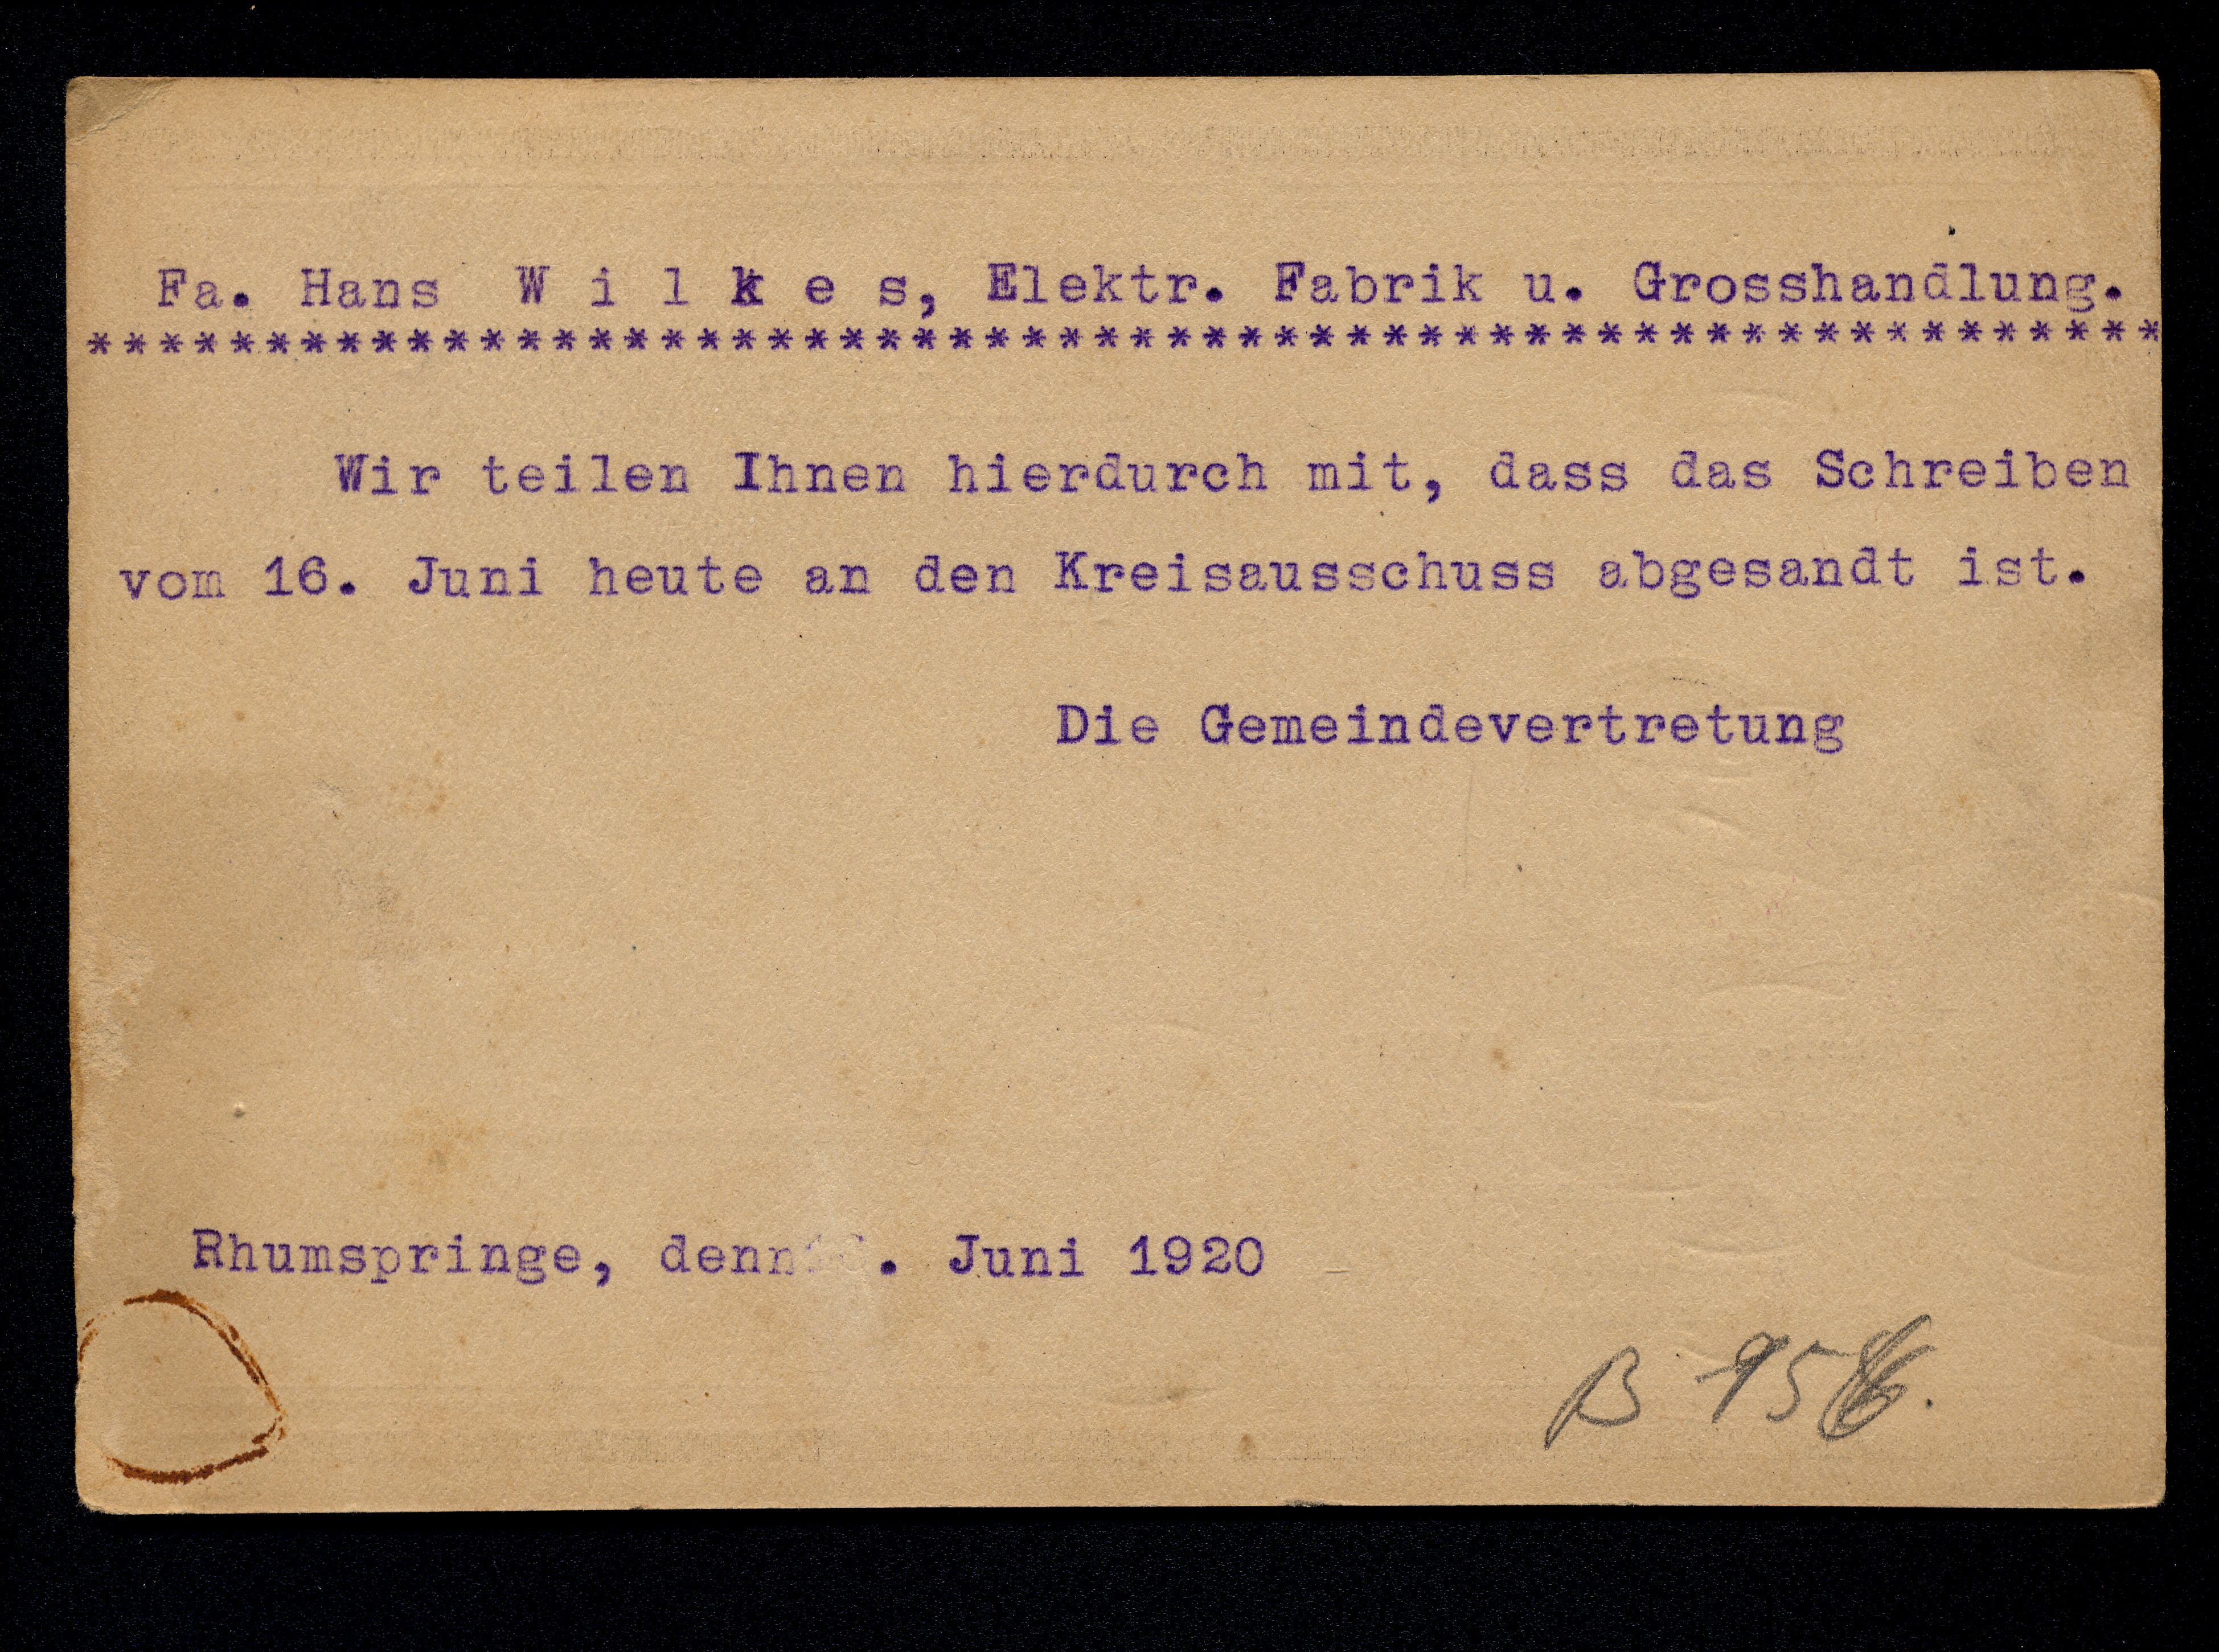 Fa. Hans W i l k e s, Elektr. Fabrik u. Grosshandlung.
**********************************************************
Wir teilen Ihnen hierdurch mit, dass das Schreiben
vom 16. Juni heute an den Kreisausschuss abgesandt ist.
Die Gemeindevertretung
Rhumspringe, denn . Juni 1920
B